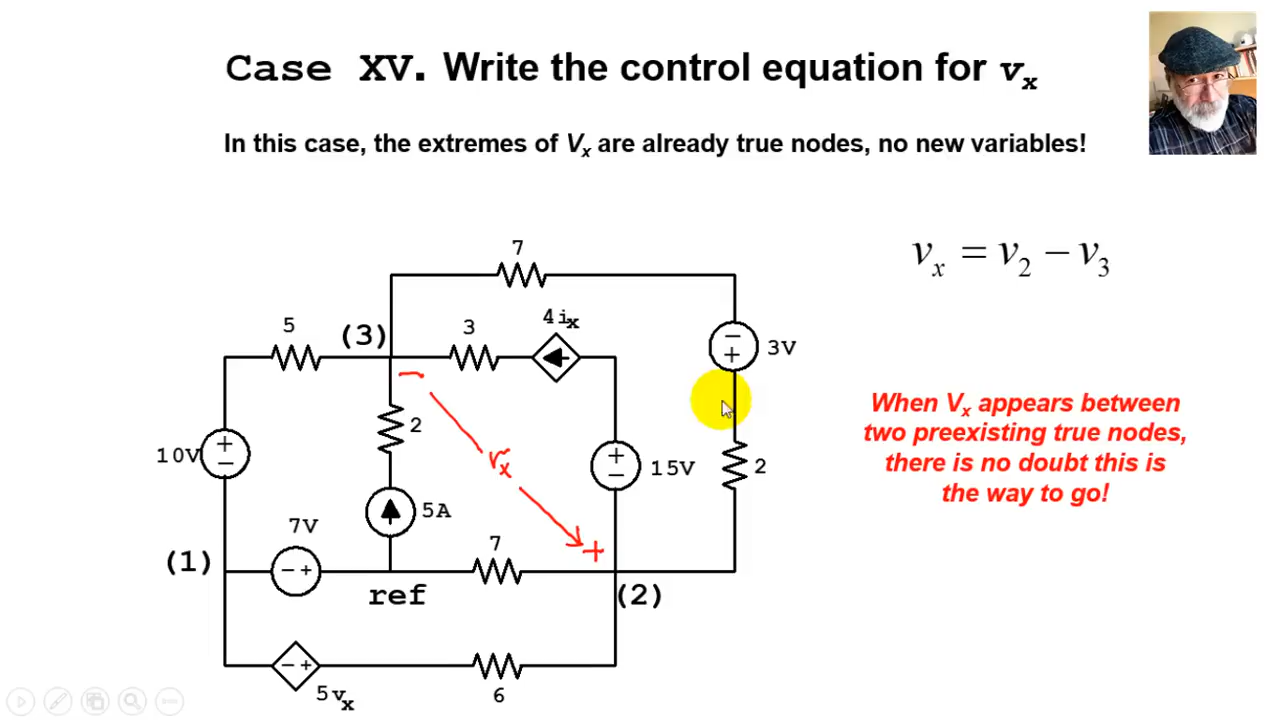 Case XV. Write the control equation for vx
In this case, the extremes of Vx are already true nodes, no new variables!
vx = v2 − v3
7
5
(3)
3
4ix
− +
3V
−
2
When Vx appears between
two preexisting true nodes,
there is no doubt this is
the way to go!
10V
+ −
vx
+ −
15V
2
7V
5A
7
+
(1)
− +
ref
(2)
− +
5vx
6